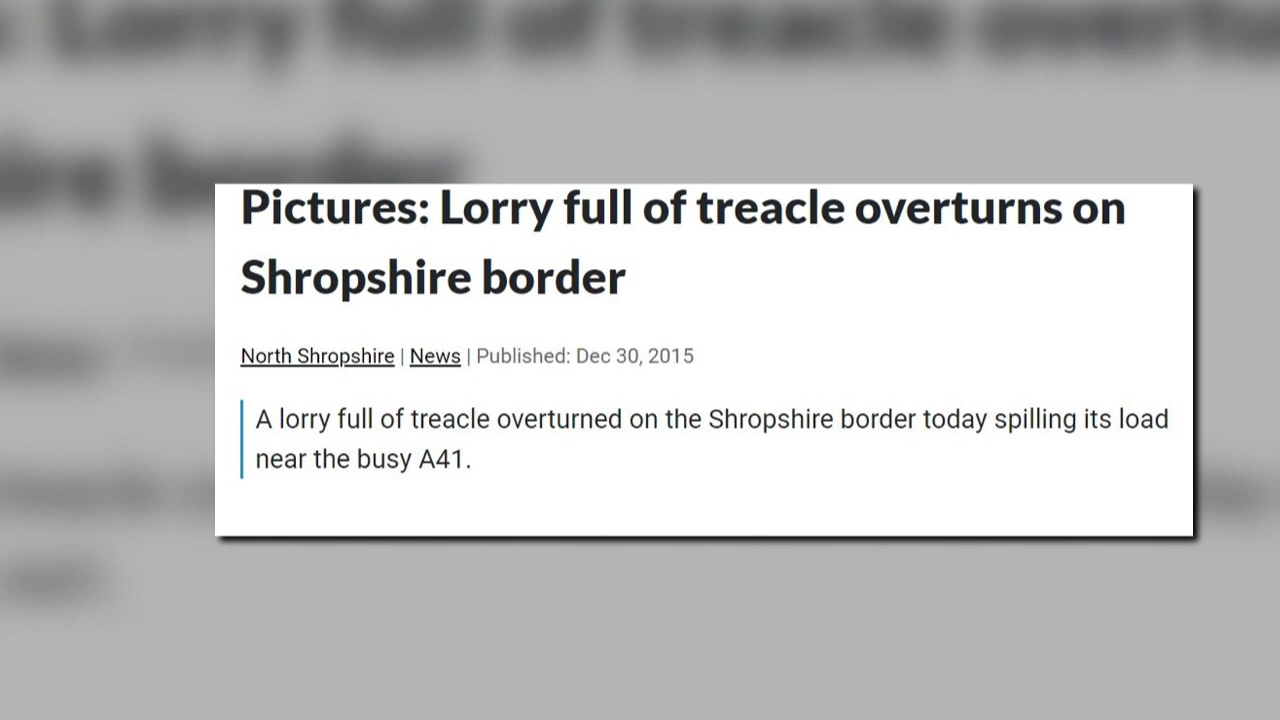 Pictures: Lorry full of treacle overturns on
Shropshire border
North Shropshire | News | Published: Dec 30, 2015
A lorry full of treacle overturned on the Shropshire border today spilling its load
near the busy A41.